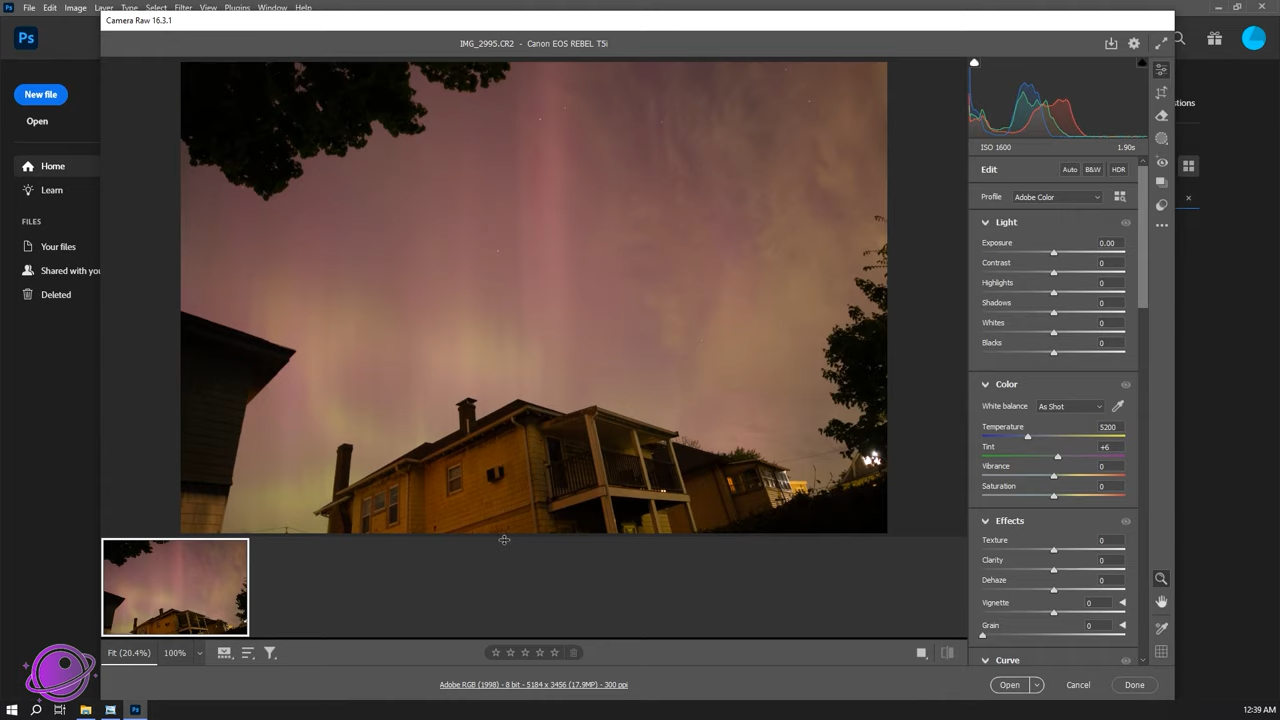 Ps File Edit Image Layer Type Select Filter View Plugins Window Help
Camera Raw 16.3.1
IMG_2995.CR2 - Canon EOS REBEL T5i
Ps
New file
Open
Home
Learn
FILES
Your files
Shared with you
Deleted
ISO 1600 1.90s
Edit Auto B&W HDR
Profile Adobe Color
Light
Exposure 0.00
Contrast 0
Highlights 0
Shadows 0
Whites 0
Blacks 0
Color
White balance As Shot
Temperature 5200
Tint +6
Vibrance 0
Saturation 0
Effects
Texture 0
Clarity 0
Dehaze 0
Vignette 0
Grain 0
Curve
Fit (20.4%) 100%
Adobe RGB (1998) - 8 bit - 5184 x 3456 (17.9MP) - 300 ppi
Open Cancel Done
Ps
12:39 AM